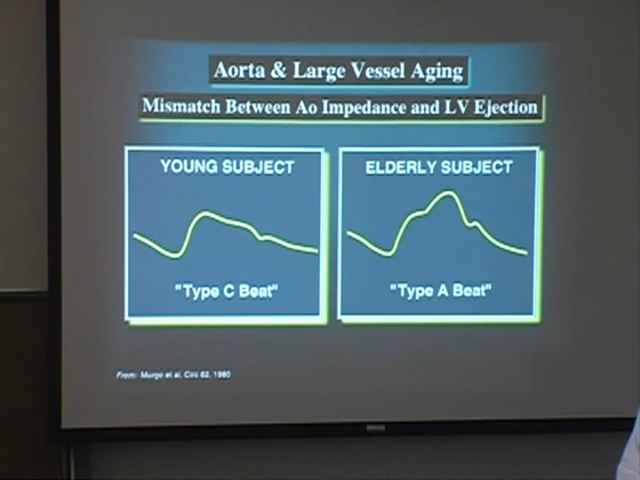 Aorta & Large Vessel Aging
Mismatch Between Ao Impedance and LV Ejection
YOUNG SUBJECT
"Type C Beat"
ELDERLY SUBJECT
"Type A Beat"
From: Murgo et al. Circ 62, 1980